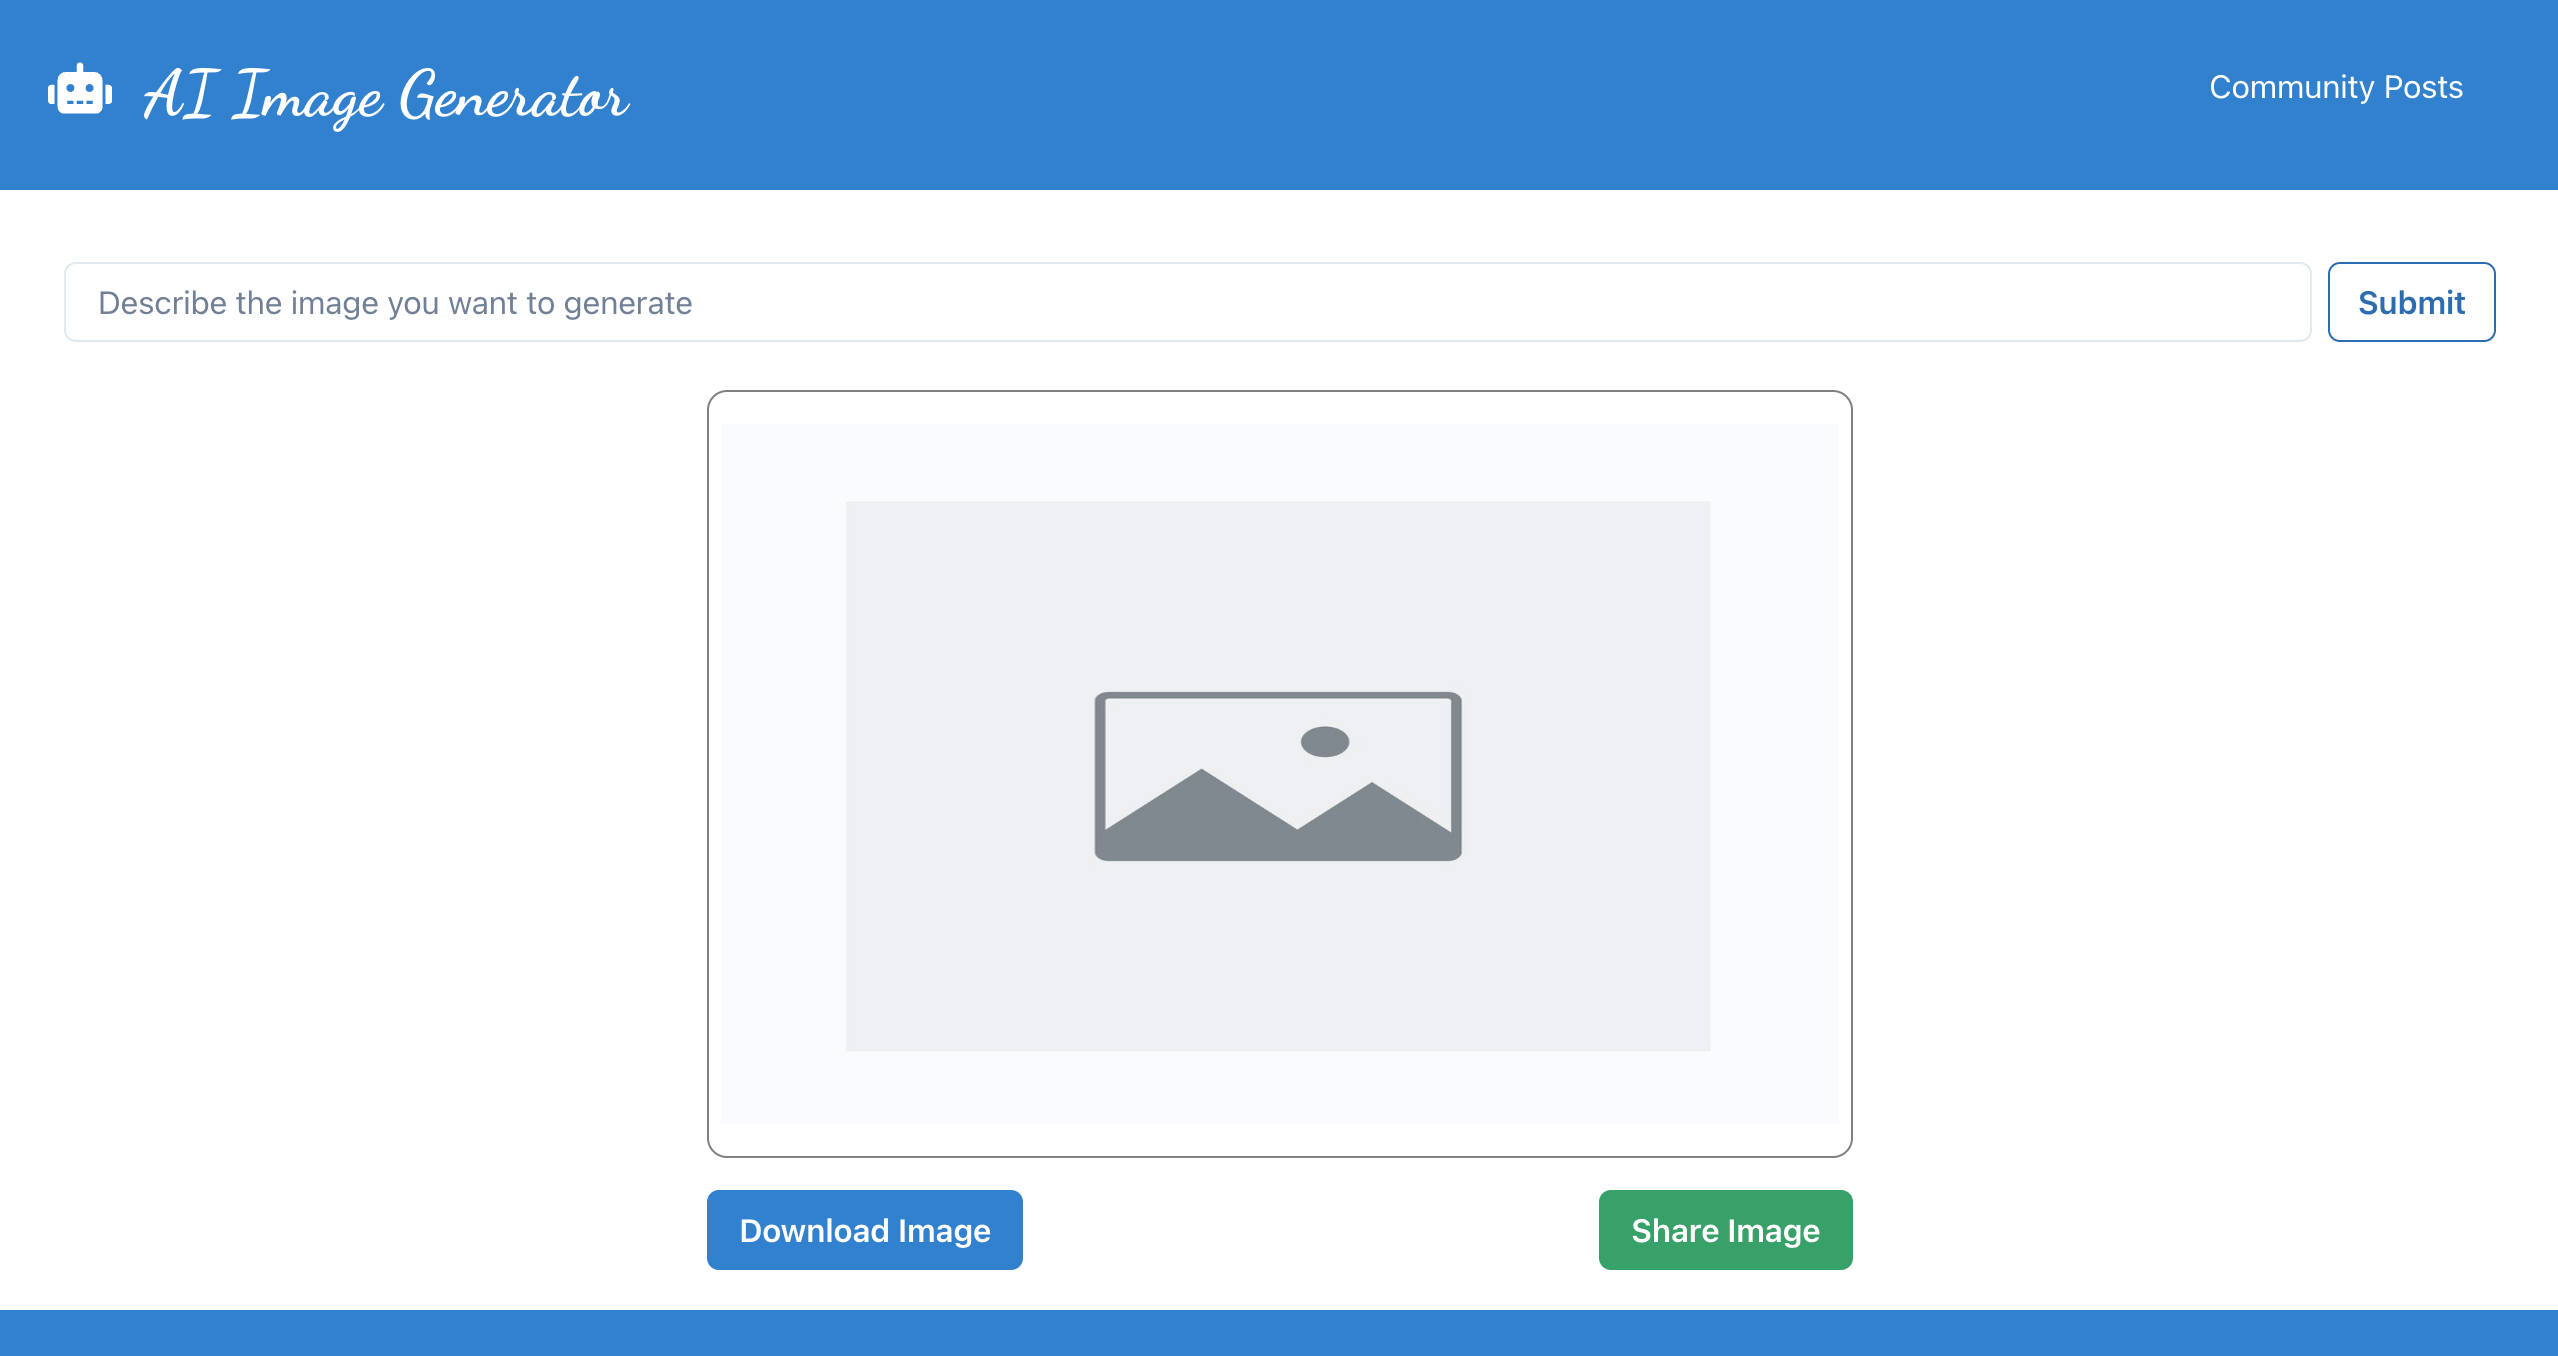 AI Image Generator
Community Posts
Describe the image you want to generate
Submit
Download Image
Share Image